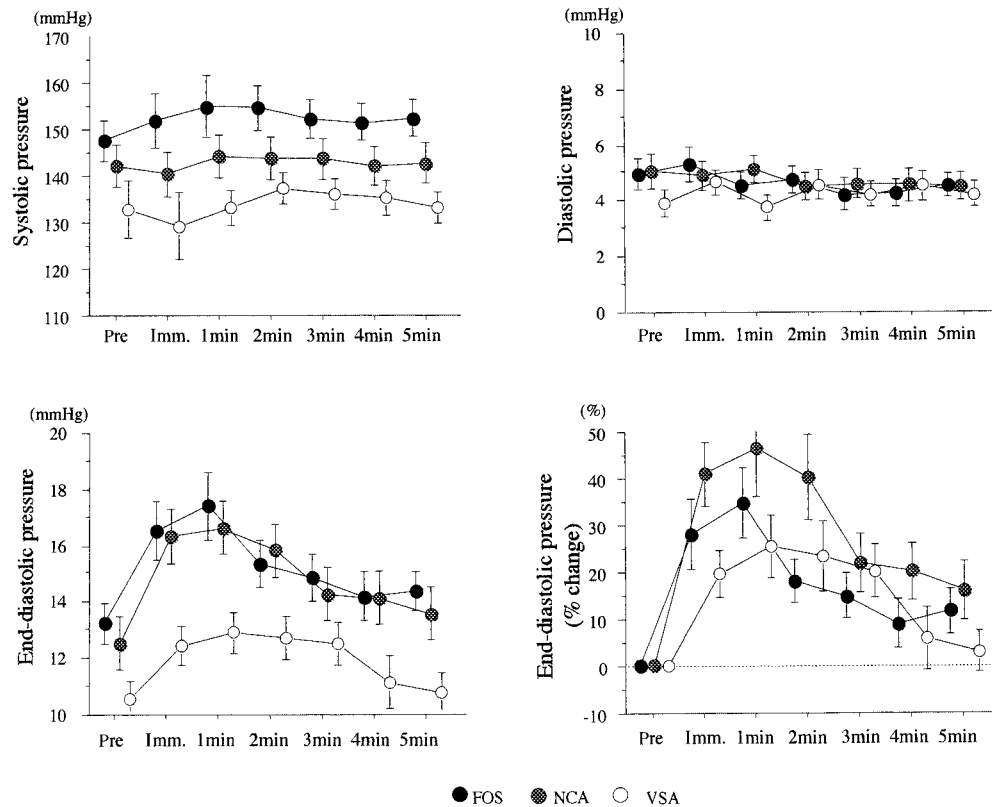 (mmHg)
170
160
150
140
130
120
110
Systolic pressure
Pre Imm. 1min 2min 3min 4min 5min
(mmHg)
10
8
6
4
2
0
Diastolic pressure
Pre Imm. 1min 2min 3min 4min 5min
(mmHg)
20
18
16
14
12
10
End-diastolic pressure
Pre Imm. 1min 2min 3min 4min 5min
(%)
50
40
30
20
10
0
-10
End-diastolic pressure
(% change)
Pre Imm. 1min 2min 3min 4min 5min
FOS NCA VSA